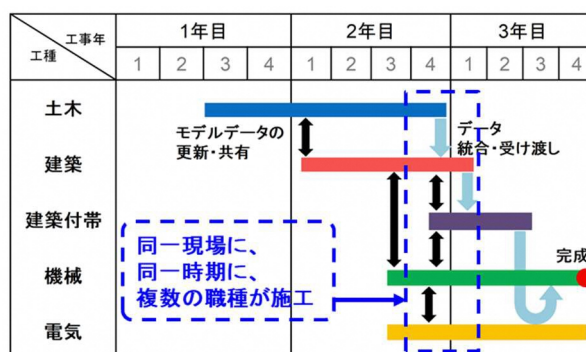 工事年
工種
1年目
2年目
3年目
1 2 3 4 1 2 3 4 1 2 3 4
土木
モデルデータの
更新・共有
データ
統合・受け渡し
建築
建築付帯
同一現場に、
同一時期に、
複数の職種が施工
完成
機械
電気